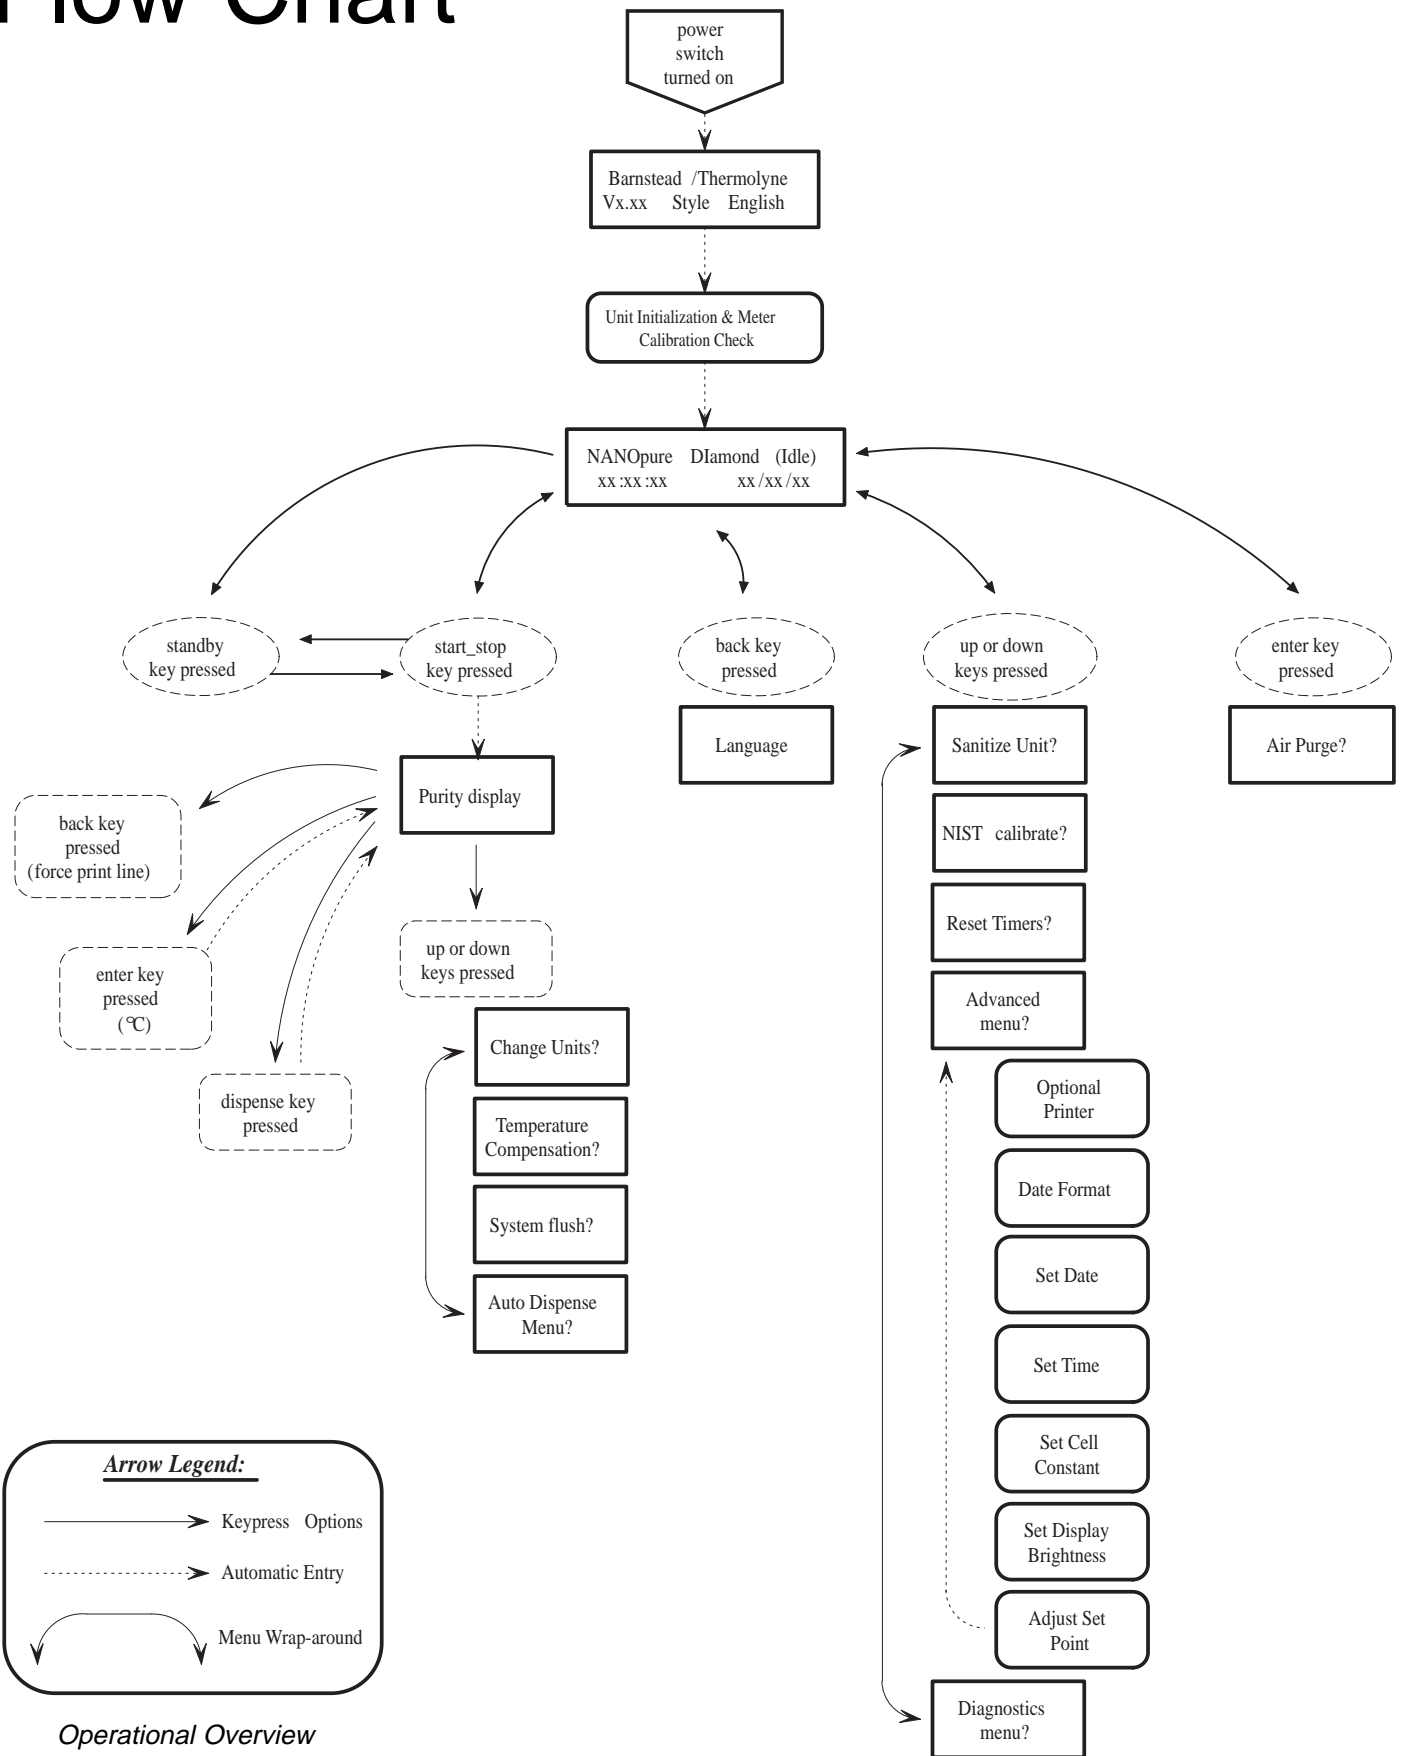 Flow Chart
power
switch
turned on
Barnstead /Thermolyne
Vx.xx Style English
Unit Initialization & Meter
Calibration Check
NANOpure DIamond (Idle)
xx :xx :xx xx /xx /xx
standby
key pressed
start_stop
key pressed
back key
pressed
up or down
keys pressed
enter key
pressed
Language
Sanitize Unit?
Air Purge?
Purity display
NIST calibrate?
back key
pressed
(force print line)
Reset Timers?
up or down
keys pressed
enter key
pressed
(°C)
Advanced
menu?
Change Units?
dispense key
pressed
Optional
Printer
Temperature
Compensation?
Date Format
System flush?
Set Date
Auto Dispense
Menu?
Set Time
Set Cell
Constant
Set Display
Brightness
Adjust Set
Point
Diagnostics
menu?
Arrow Legend:
Keypress Options
Automatic Entry
Menu Wrap-around
Operational Overview